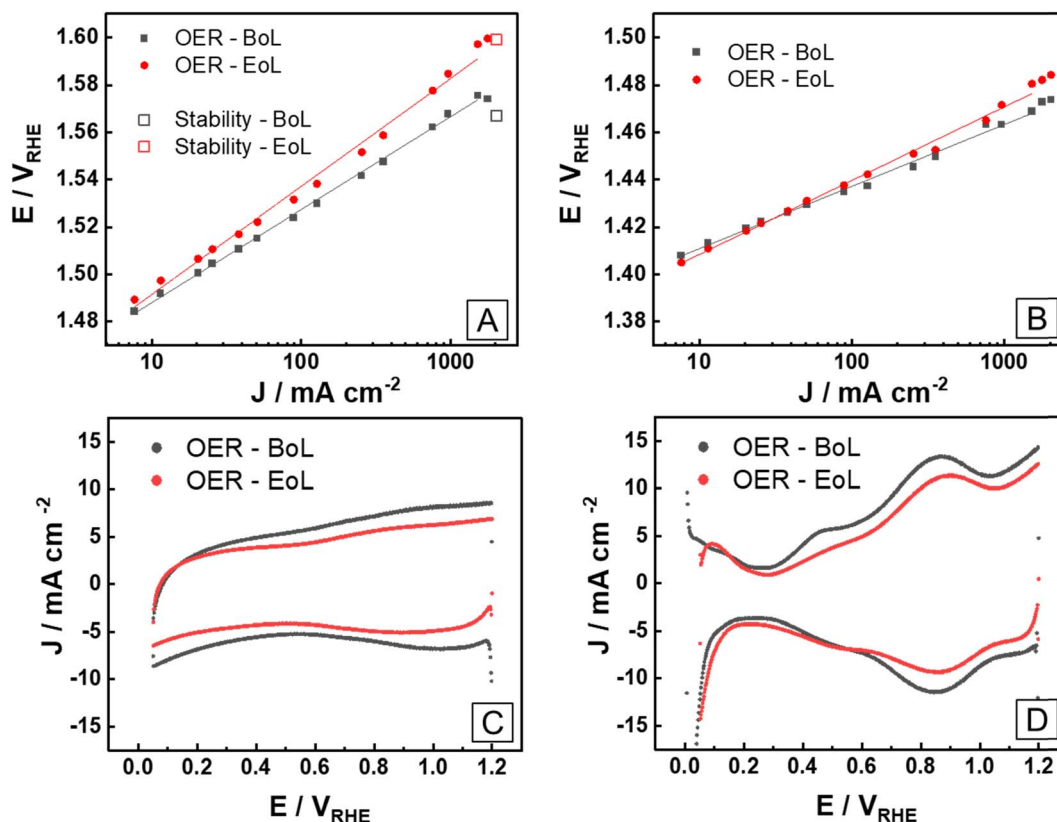 1.60
1.58
1.56
1.54
1.52
1.50
1.48
E / V_RHE
OER - BoL
OER - EoL
Stability - BoL
Stability - EoL
A
10
100
1000
J / mA cm⁻²
1.50
1.48
1.46
1.44
1.42
1.40
1.38
E / V_RHE
OER - BoL
OER - EoL
B
10
100
1000
J / mA cm⁻²
15
10
5
0
-5
-10
-15
J / mA cm⁻²
OER - BoL
OER - EoL
C
0.0 0.2 0.4 0.6 0.8 1.0 1.2
E / V_RHE
15
10
5
0
-5
-10
-15
J / mA cm⁻²
OER - BoL
OER - EoL
D
0.0 0.2 0.4 0.6 0.8 1.0 1.2
E / V_RHE